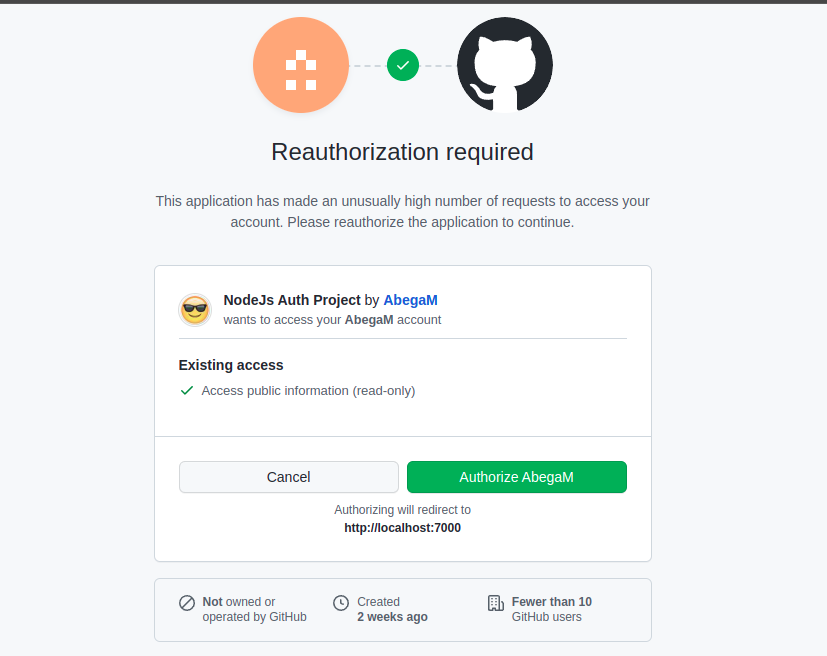 Reauthorization required
This application has made an unusually high number of requests to access your
account. Please reauthorize the application to continue.
NodeJs Auth Project by AbegaM
wants to access your AbegaM account
Existing access
Access public information (read-only)
Cancel
Authorize AbegaM
Authorizing will redirect to
http://localhost:7000
Not owned or
operated by GitHub
Created
2 weeks ago
Fewer than 10
GitHub users